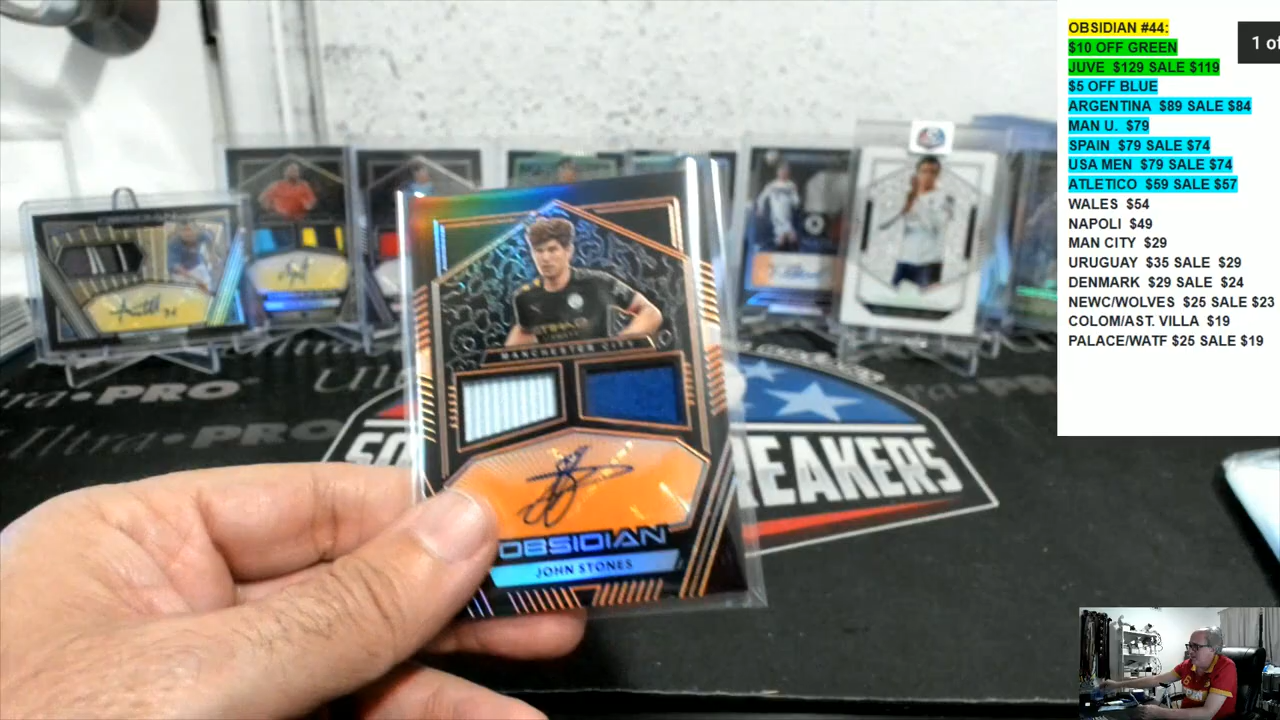 OBSIDIAN #44:
$10 OFF GREEN
JUVE $129 SALE $119
$5 OFF BLUE
ARGENTINA $89 SALE $84
MAN U. $79
SPAIN $79 SALE $74
USA MEN $79 SALE $74
ATLETICO $59 SALE $57
WALES $54
NAPOLI $49
MAN CITY $29
URUGUAY $35 SALE $29
DENMARK $29 SALE $24
NEWC/WOLVES $25 SALE $23
COLOM/AST. VILLA $19
PALACE/WATF $25 SALE $19
1 of
OBSIDIAN
MANCHESTER CITY
OBSIDIAN
JOHN STONES
REAKERS
Ultra·PRO